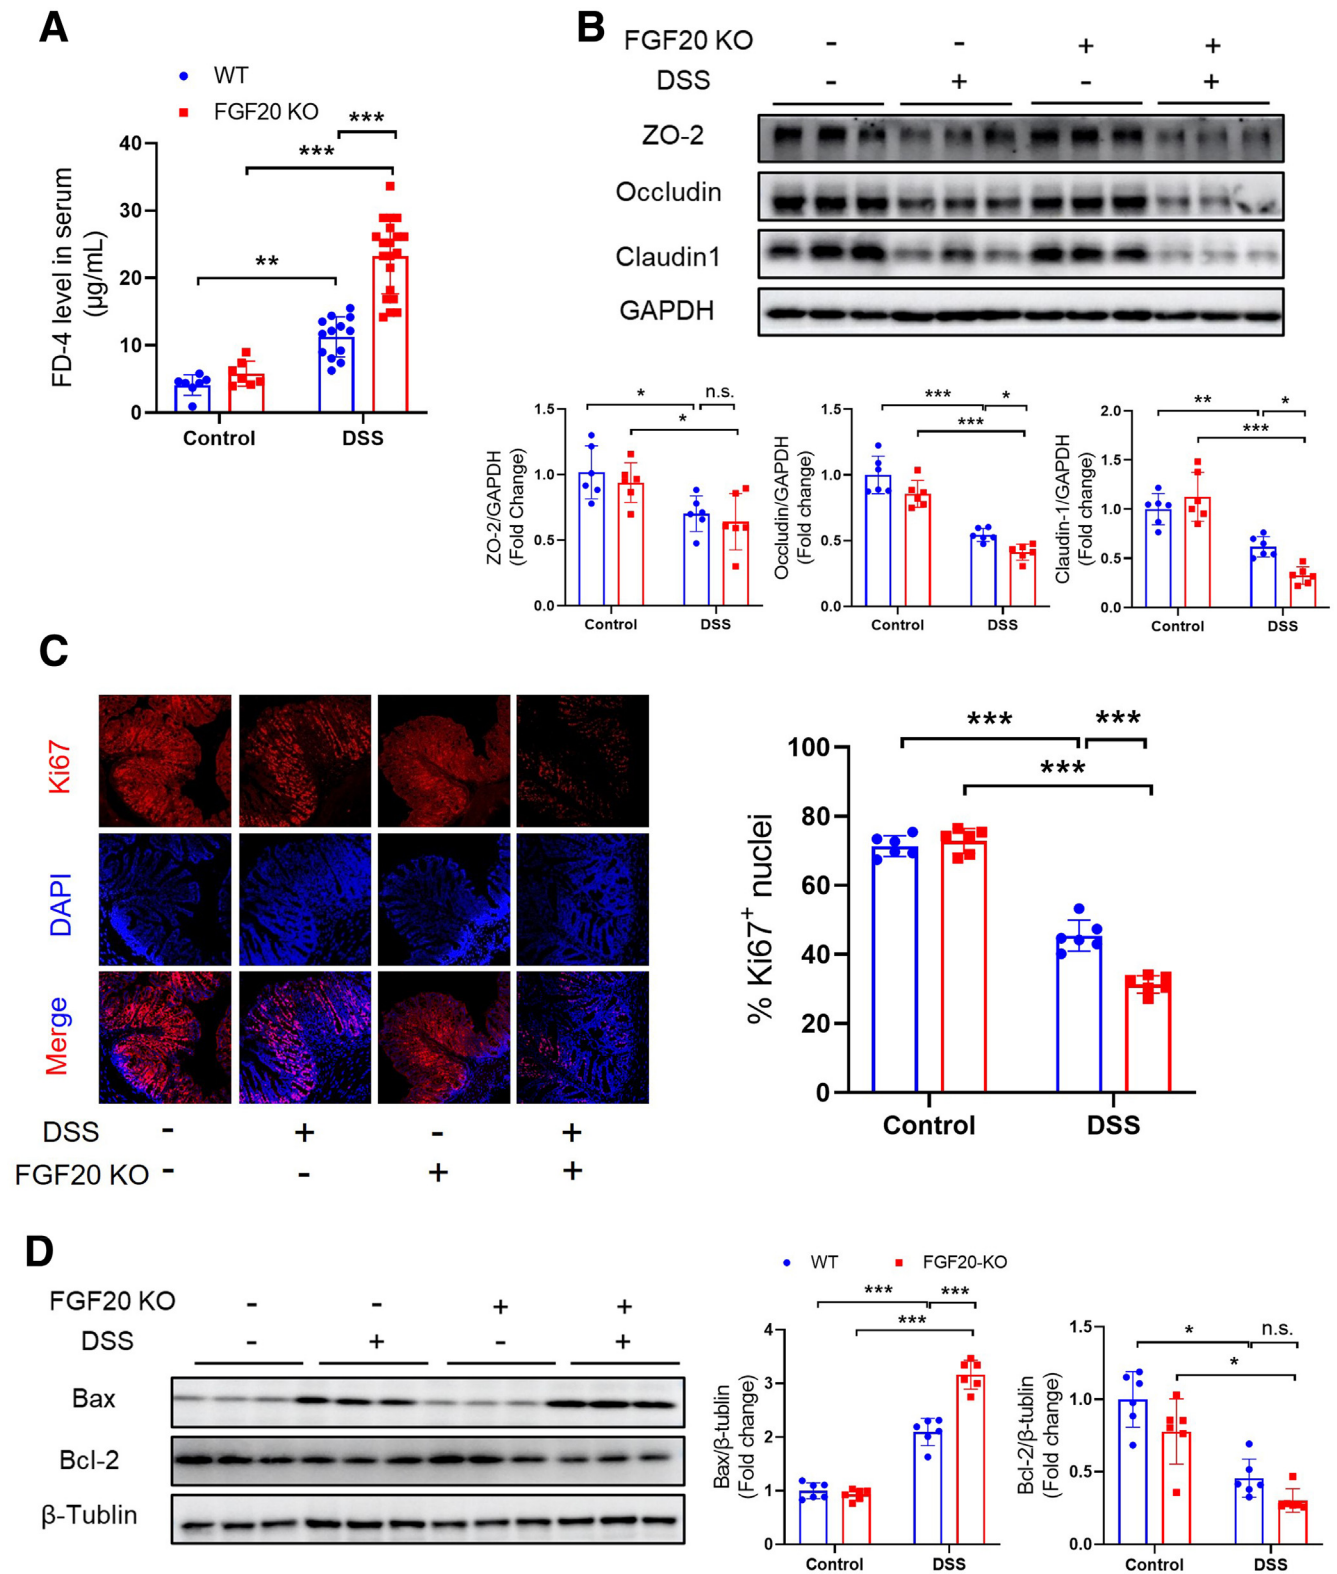 A
WT
FGF20 KO
***
***
**
FD-4 level in serum
(μg/mL)
40
30
20
10
0
Control DSS
B
FGF20 KO - - + +
DSS - + - +
ZO-2
Occludin
Claudin1
GAPDH
* n.s.
*
ZO-2/GAPDH
(Fold Change)
1.5
1.0
0.5
0.0
Control DSS
*** *
***
Occludin/GAPDH
(Fold change)
1.5
1.0
0.5
0.0
Control DSS
** *
***
Claudin-1/GAPDH
(Fold change)
2.0
1.5
1.0
0.5
0.0
Control DSS
C
Ki67
DAPI
Merge
DSS - + - +
FGF20 KO - - + +
*** ***
***
% Ki67+ nuclei
100
80
60
40
20
0
Control DSS
D
FGF20 KO - - + +
DSS - + - +
Bax
Bcl-2
β-Tublin
WT FGF20-KO
*** ***
***
Bax/β-tublin
(Fold change)
4
3
2
1
0
Control DSS
* n.s.
*
Bcl-2/β-tublin
(Fold change)
1.5
1.0
0.5
0.0
Control DSS